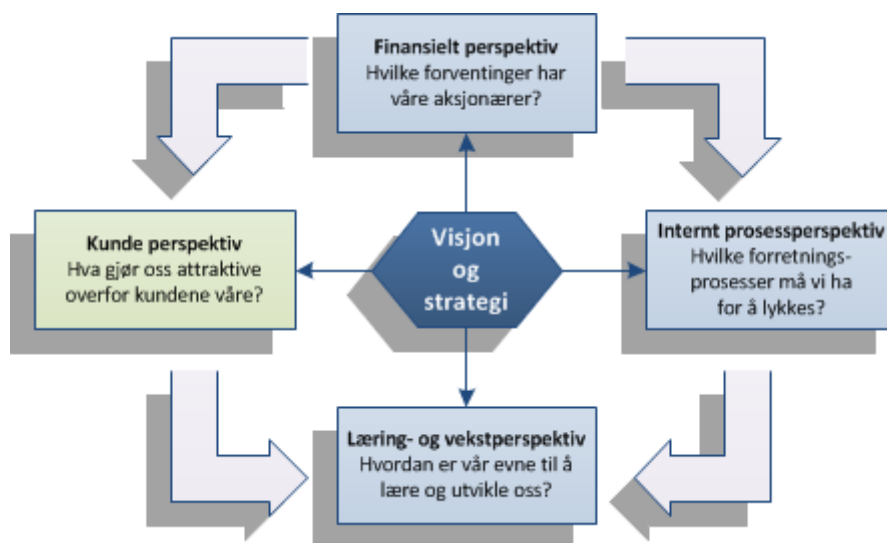 Finansielt perspektiv
Hvilke forventinger har
våre aksjonærer?
Kunde perspektiv
Hva gjør oss attraktive
overfor kundene våre?
Visjon
og
strategi
Internt prosessperspektiv
Hvilke forretnings-
prosesser må vi ha
for å lykkes?
Læring- og vekstperspektiv
Hvordan er vår evne til å
lære og utvikle oss?